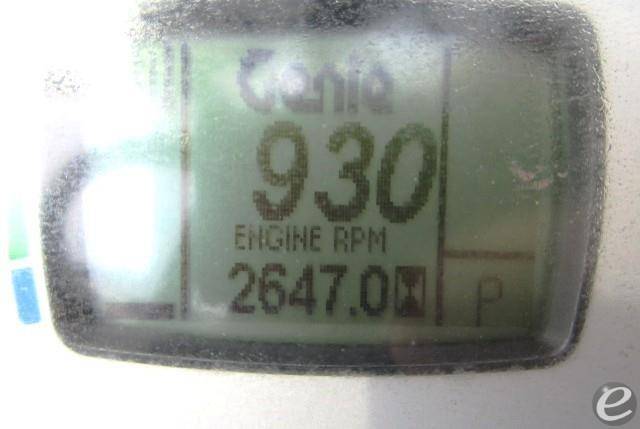 Genie
930
ENGINE RPM
2647.0
P
e